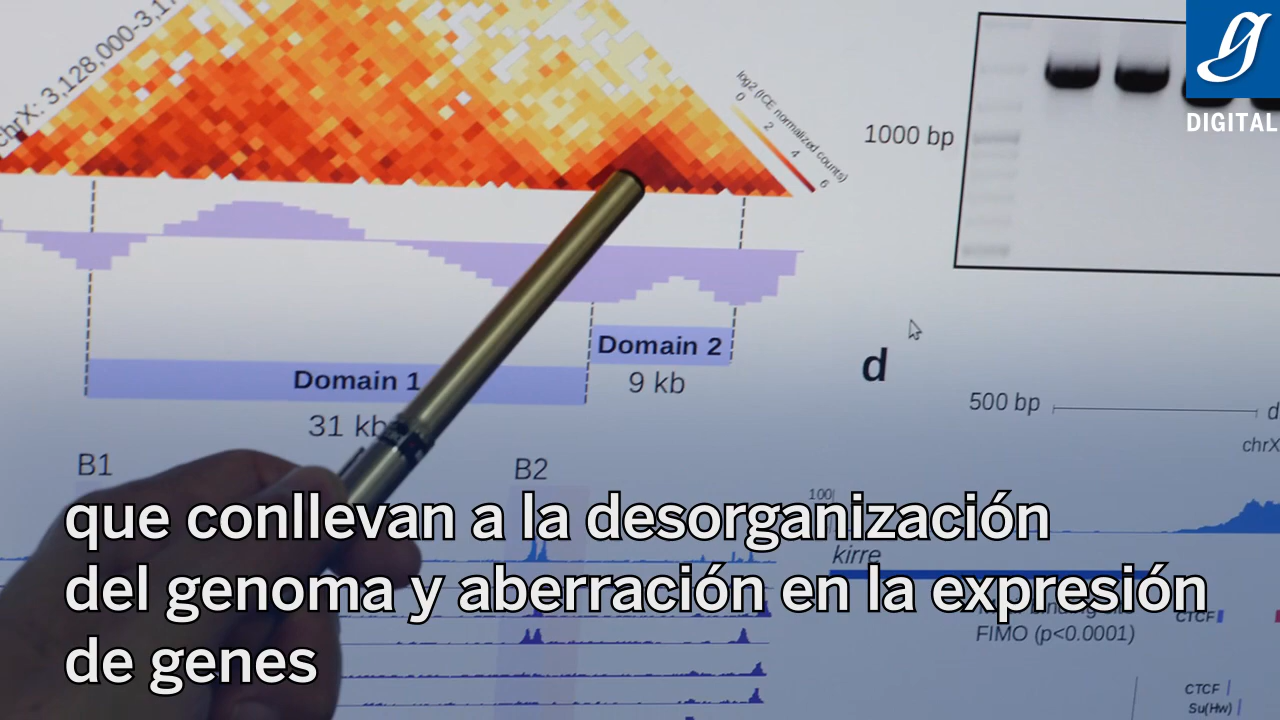 chrX: 3,128,000-3,17
log2 (ICE normalized counts)
0
2
4
6
g
DIGITAL
1000 bp
Domain 1
31 kb
Domain 2
9 kb
d
500 bp
chrX
B1
B2
100
kirre
CTCF
FIMO (p<0.0001)
CTCF
Su(Hw)
que conllevan a la desorganización
del genoma y aberración en la expresión
de genes